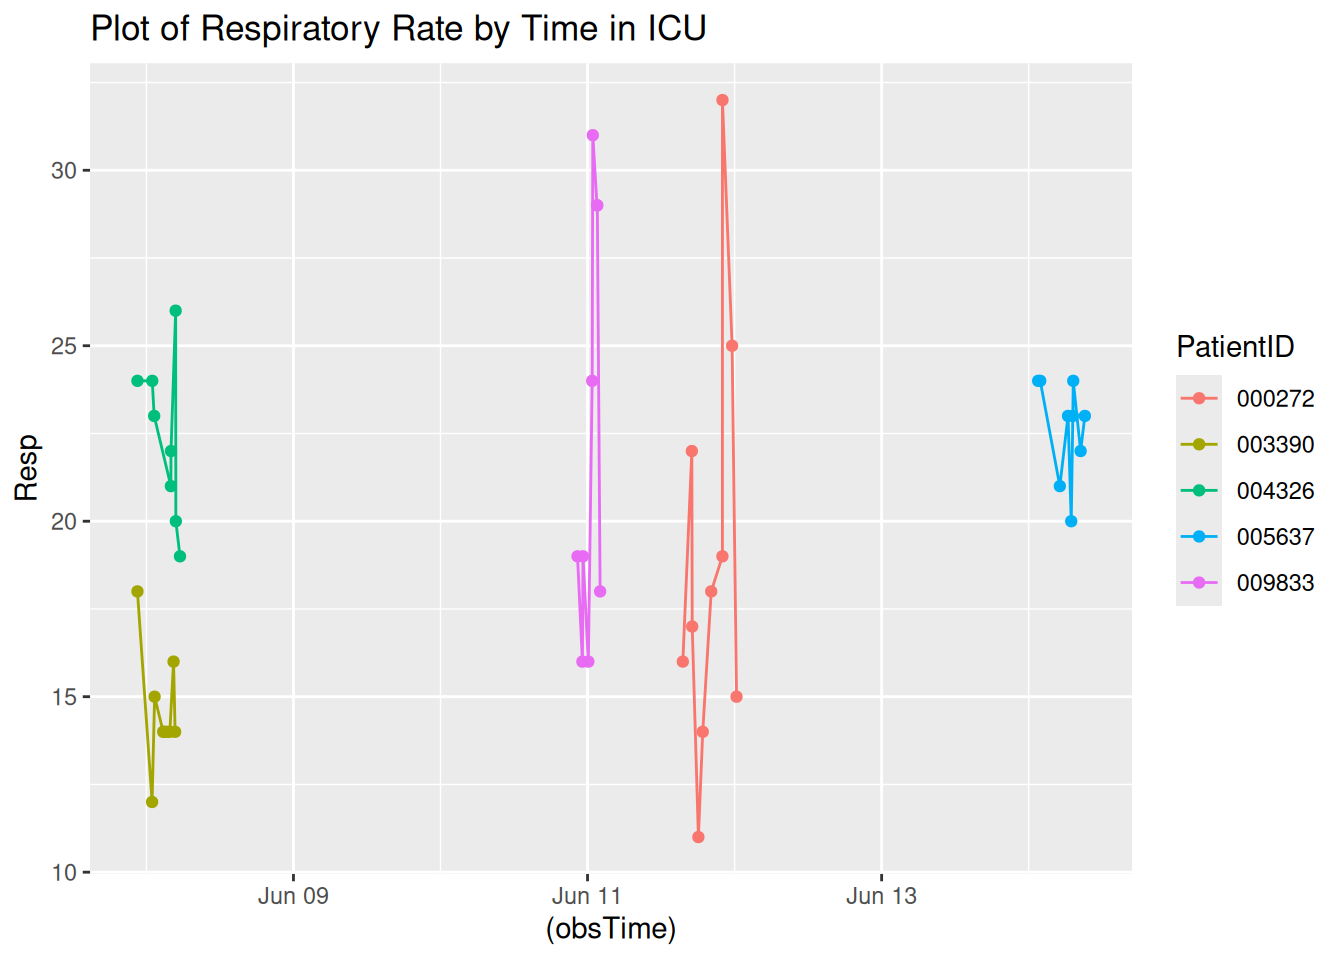 Plot of Respiratory Rate by Time in ICU
Resp
30
25
20
15
10
Jun 09 Jun 11 Jun 13
(obsTime)
PatientID
000272
003390
004326
005637
009833